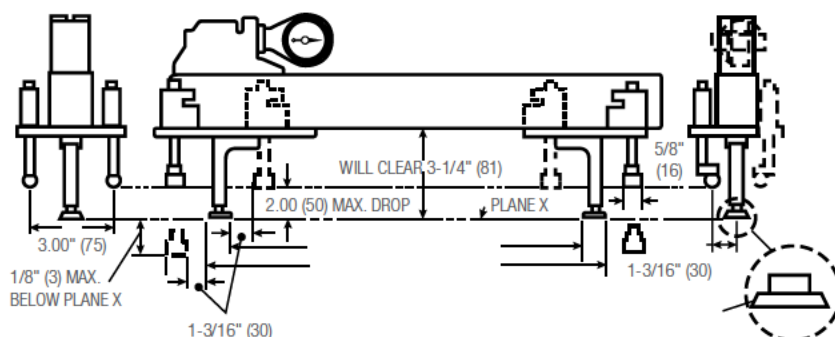 5/8"
(16)
WILL CLEAR 3-1/4" (81)
2.00 (50) MAX. DROP
PLANE X
3.00" (75)
1/8" (3) MAX.
BELOW PLANE X
1-3/16" (30)
1-3/16" (30)